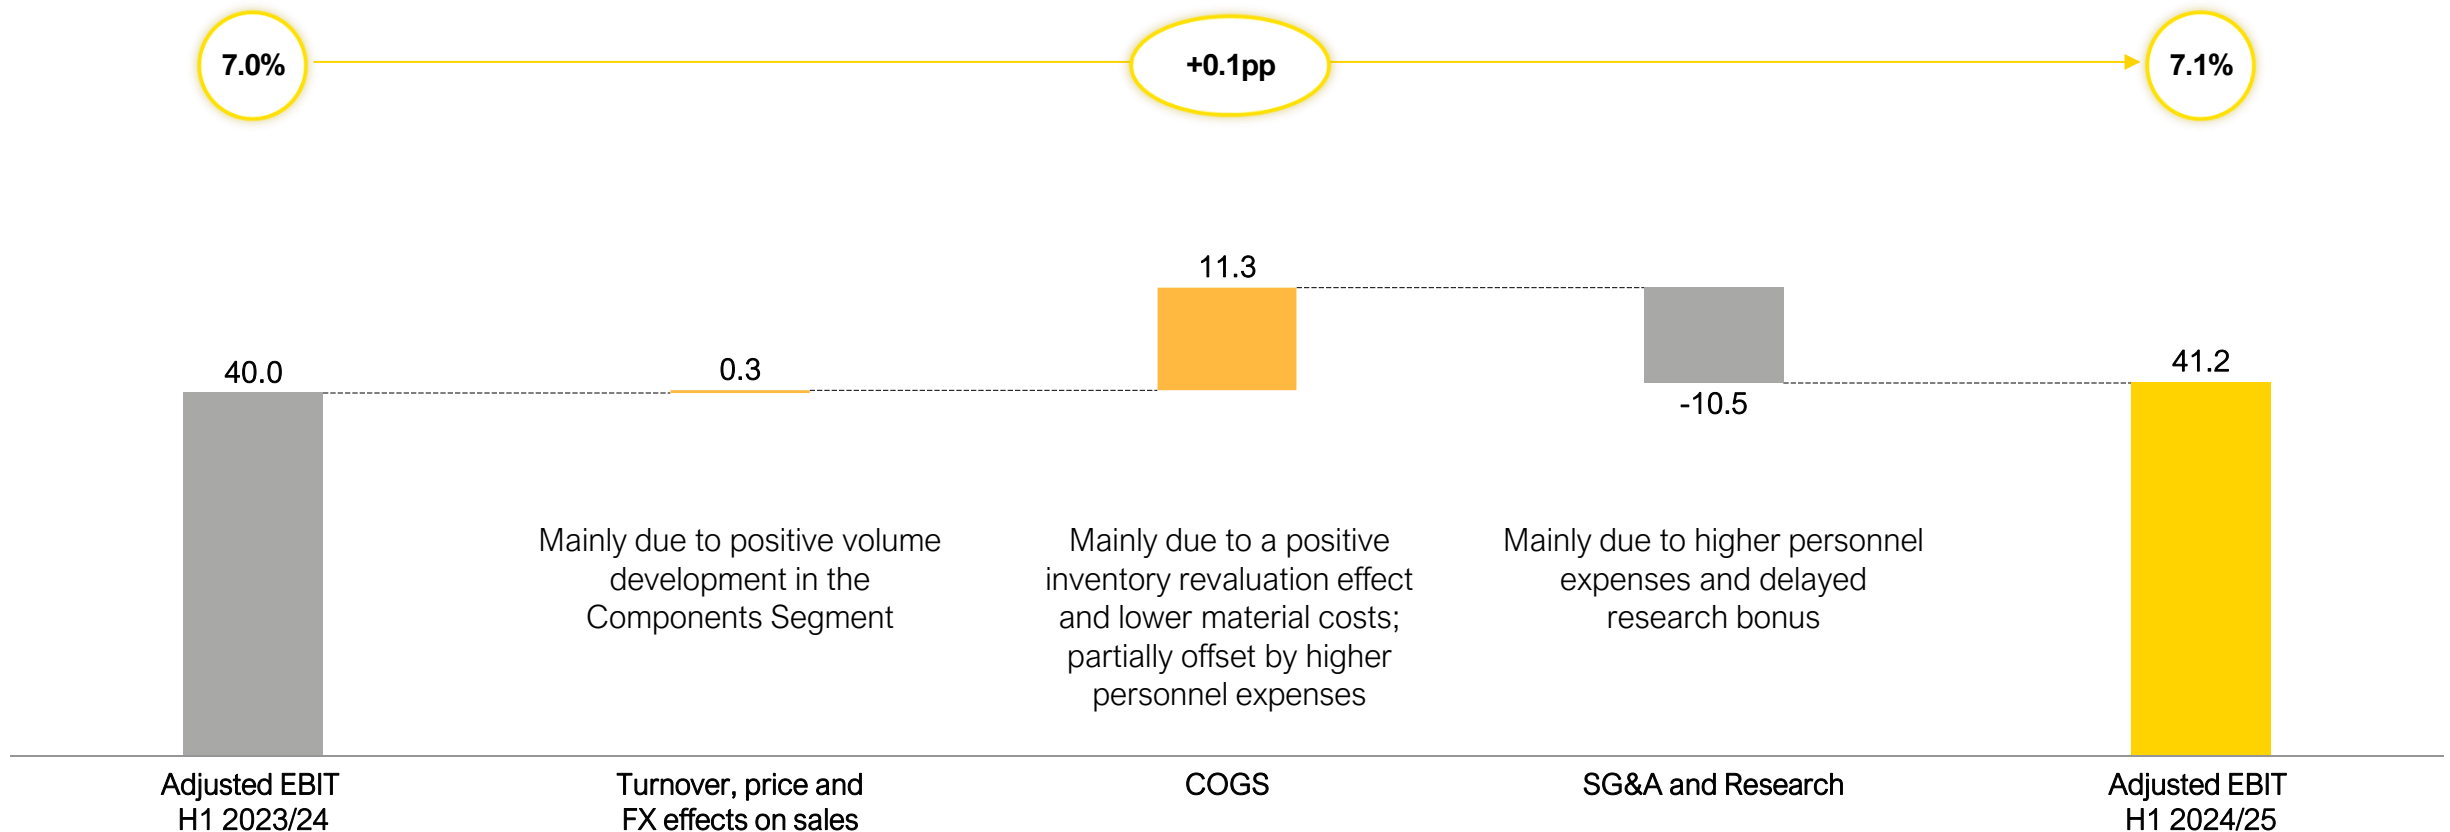 7.0%
+0.1pp
7.1%
40.0
0.3
11.3
-10.5
41.2
Mainly due to positive volume
development in the
Components Segment
Mainly due to a positive
inventory revaluation effect
and lower material costs;
partially offset by higher
personnel expenses
Mainly due to higher personnel
expenses and delayed
research bonus
Adjusted EBIT
H1 2023/24
Turnover, price and
FX effects on sales
COGS
SG&A and Research
Adjusted EBIT
H1 2024/25